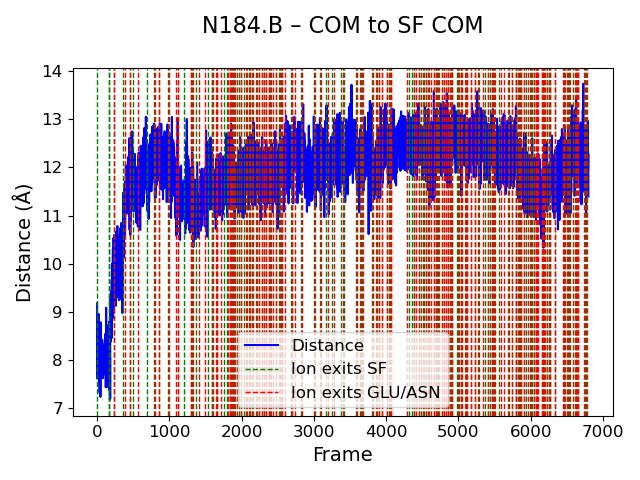 N184.B – COM to SF COM
14
13
12
11
10
9
8
7
Distance (Å)
Distance
Ion exits SF
Ion exits GLU/ASN
0 1000 2000 3000 4000 5000 6000 7000
Frame